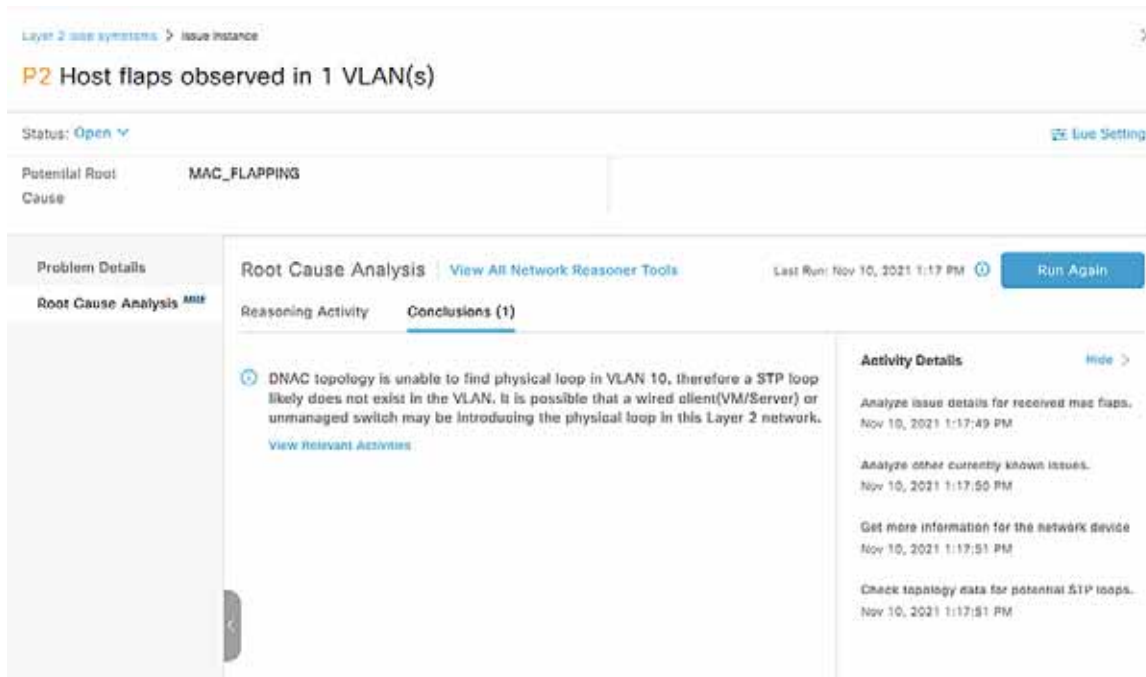 Layer 2 loop symptoms > Issue Instance
P2 Host flaps observed in 1 VLAN(s)
Status: Open
Setting
Potential Root Cause
MAC_FLAPPING
Problem Details
Root Cause Analysis MRE
Root Cause Analysis | View All Network Reasoner Tools
Last Run: Nov 10, 2021 1:17 PM
Run Again
Reasoning Activity
Conclusions (1)
DNAC topology is unable to find physical loop in VLAN 10, therefore a STP loop
likely does not exist in the VLAN. It is possible that a wired client(VM/Server) or
unmanaged switch may be introducing the physical loop in this Layer 2 network.
View Relevant Activities
Activity Details
Hide >
Analyze issue details for received mac flaps.
Nov 10, 2021 1:17:49 PM
Analyze other currently known issues.
Nov 10, 2021 1:17:50 PM
Get more information for the network device
Nov 10, 2021 1:17:51 PM
Check topology data for potential STP loops.
Nov 10, 2021 1:17:51 PM